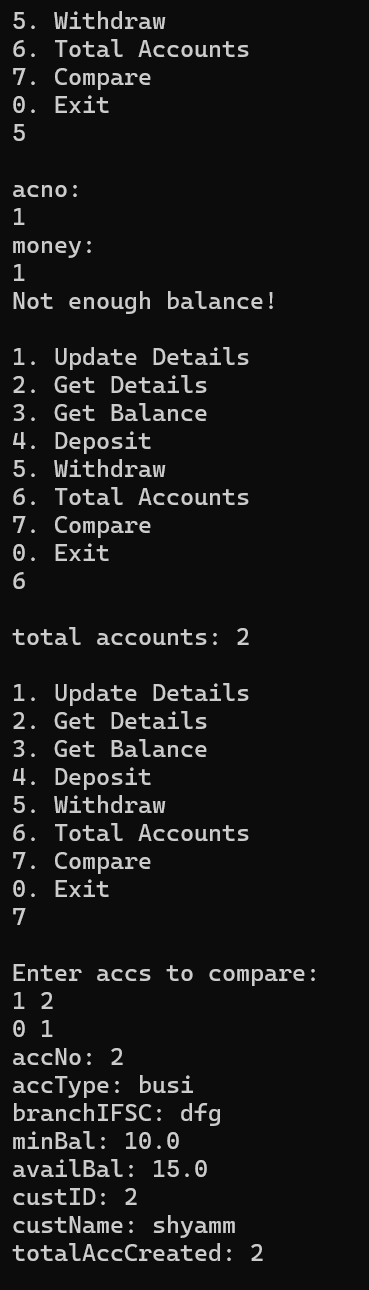 5. Withdraw
6. Total Accounts
7. Compare
0. Exit
5
acno:
1
money:
1
Not enough balance!
1. Update Details
2. Get Details
3. Get Balance
4. Deposit
5. Withdraw
6. Total Accounts
7. Compare
0. Exit
6
total accounts: 2
1. Update Details
2. Get Details
3. Get Balance
4. Deposit
5. Withdraw
6. Total Accounts
7. Compare
0. Exit
7
Enter accs to compare:
1 2
0 1
accNo: 2
accType: busi
branchIFSC: dfg
minBal: 10.0
availBal: 15.0
custID: 2
custName: shyamm
totalAccCreated: 2